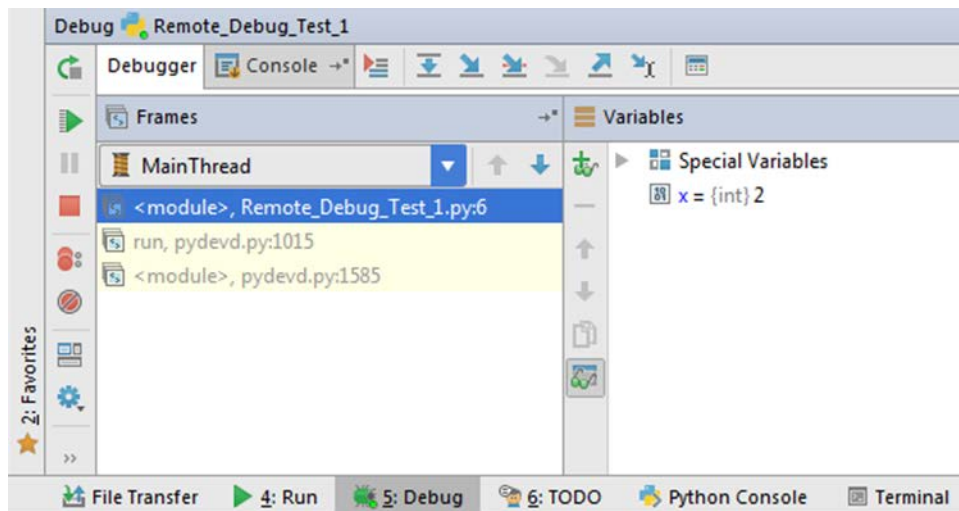 Debug Remote_Debug_Test_1
Debugger Console
Frames
Variables
MainThread
Special Variables
<module>, Remote_Debug_Test_1.py:6
x = {int} 2
run, pydevd.py:1015
<module>, pydevd.py:1585
2: Favorites
File Transfer 4: Run 5: Debug 6: TODO Python Console Terminal